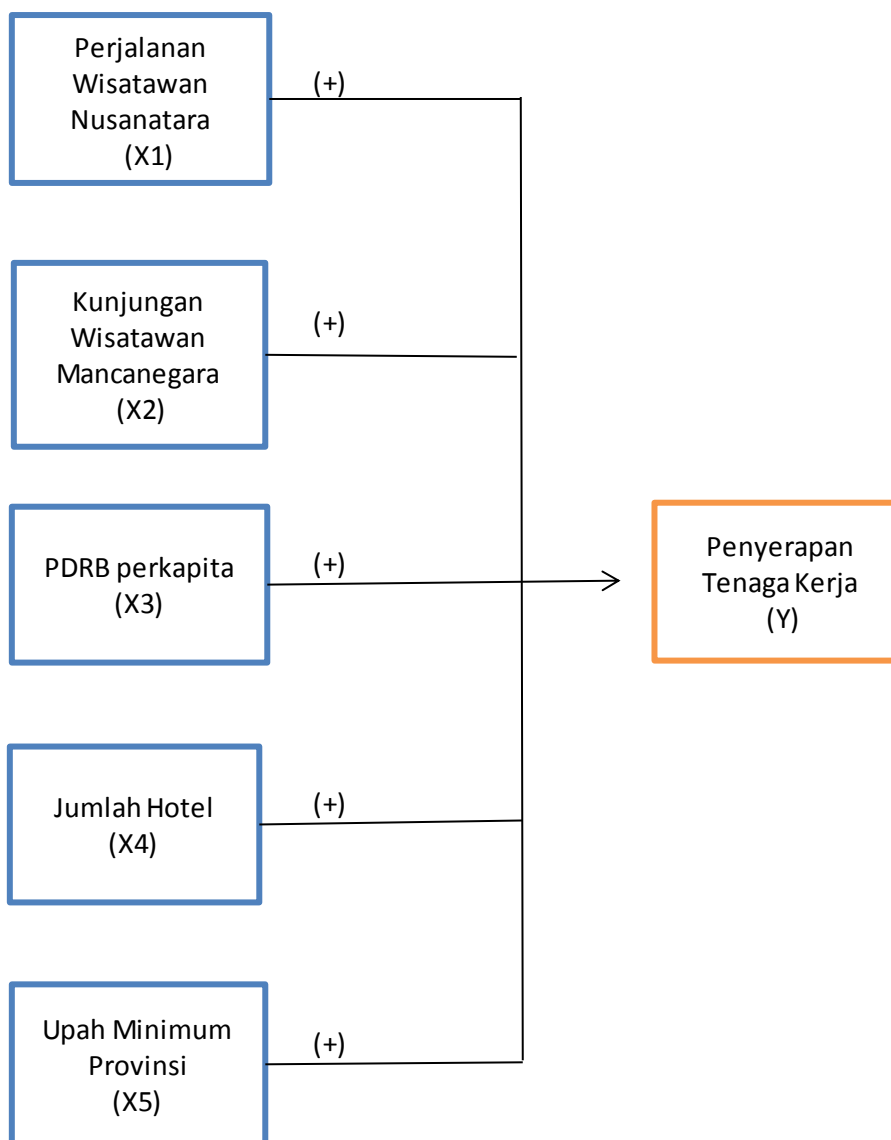 Perjalanan
Wisatawan
Nusanatara
(X1)
(+)
Kunjungan
Wisatawan
Mancanegara
(X2)
(+)
PDRB perkapita
(X3)
(+)
Penyerapan
Tenaga Kerja
(Y)
Jumlah Hotel
(X4)
(+)
Upah Minimum
Provinsi
(X5)
(+)